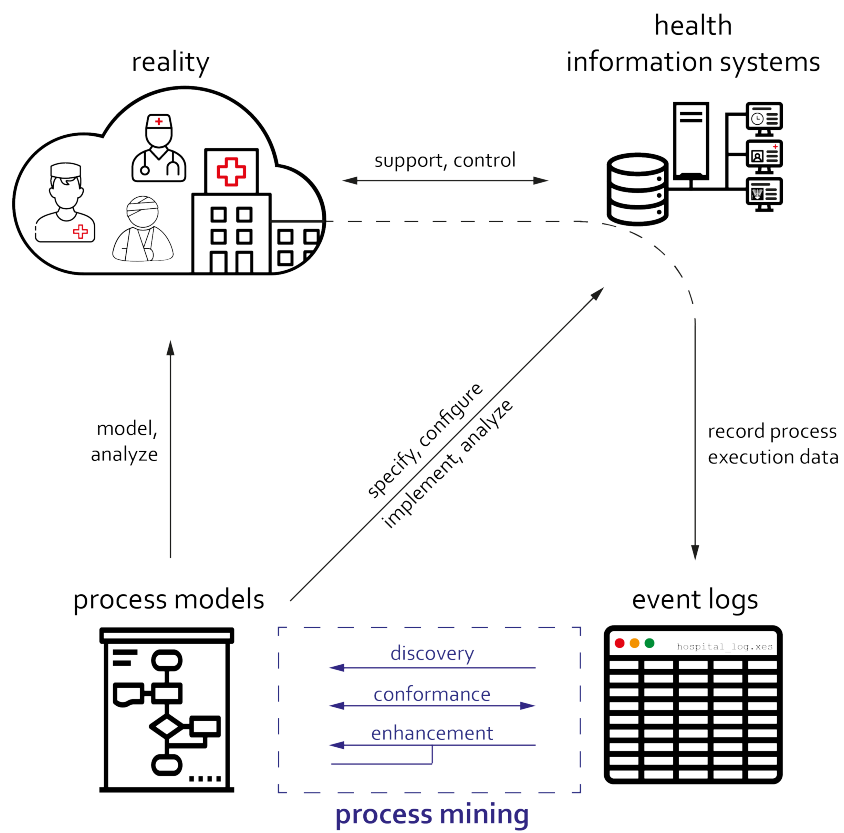 health
information systems
reality
support, control
specify, configure
implement, analyze
model,
analyze
record process
execution data
process models
event logs
hospital_log.xes
discovery
conformance
enhancement
process mining